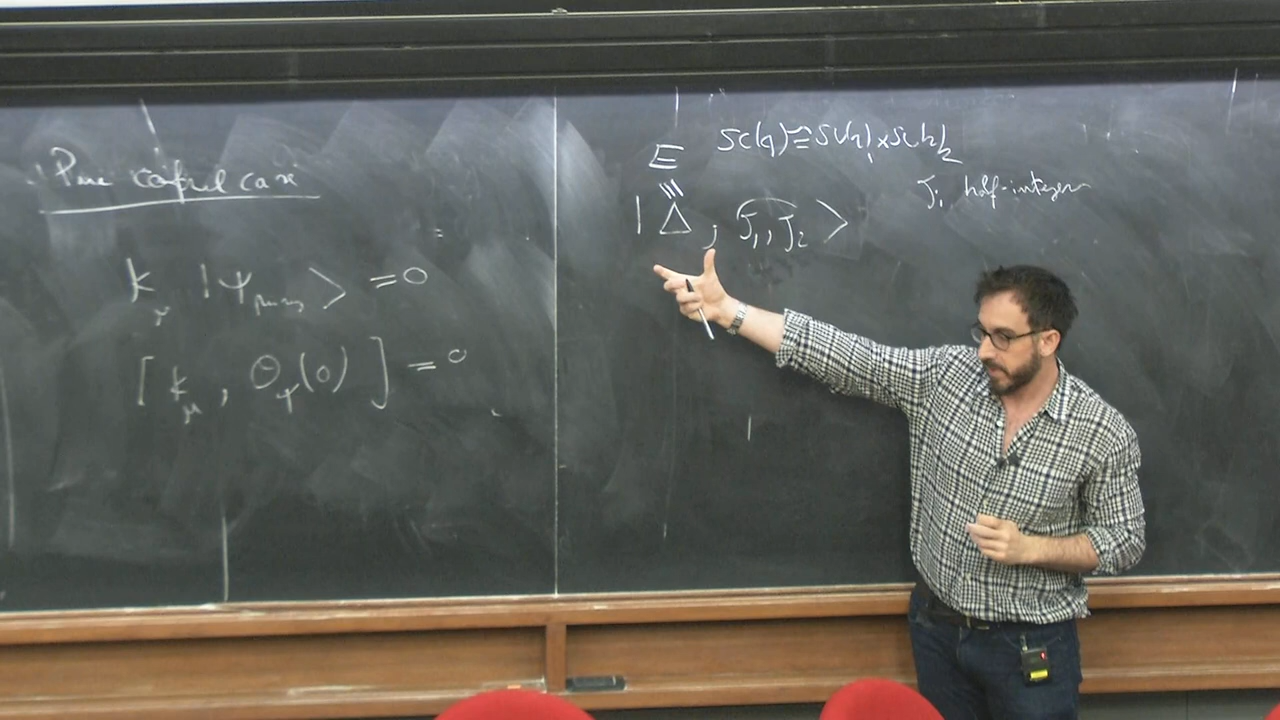 Pure conformal case
K_μ |Ψ_prim> = 0
[K_μ, O_Ψ(0)] = 0
SO(4) ≅ SU(2)_1 × SU(2)_2
E
≡
|Δ; J_1, J_2>
J_i half-integer